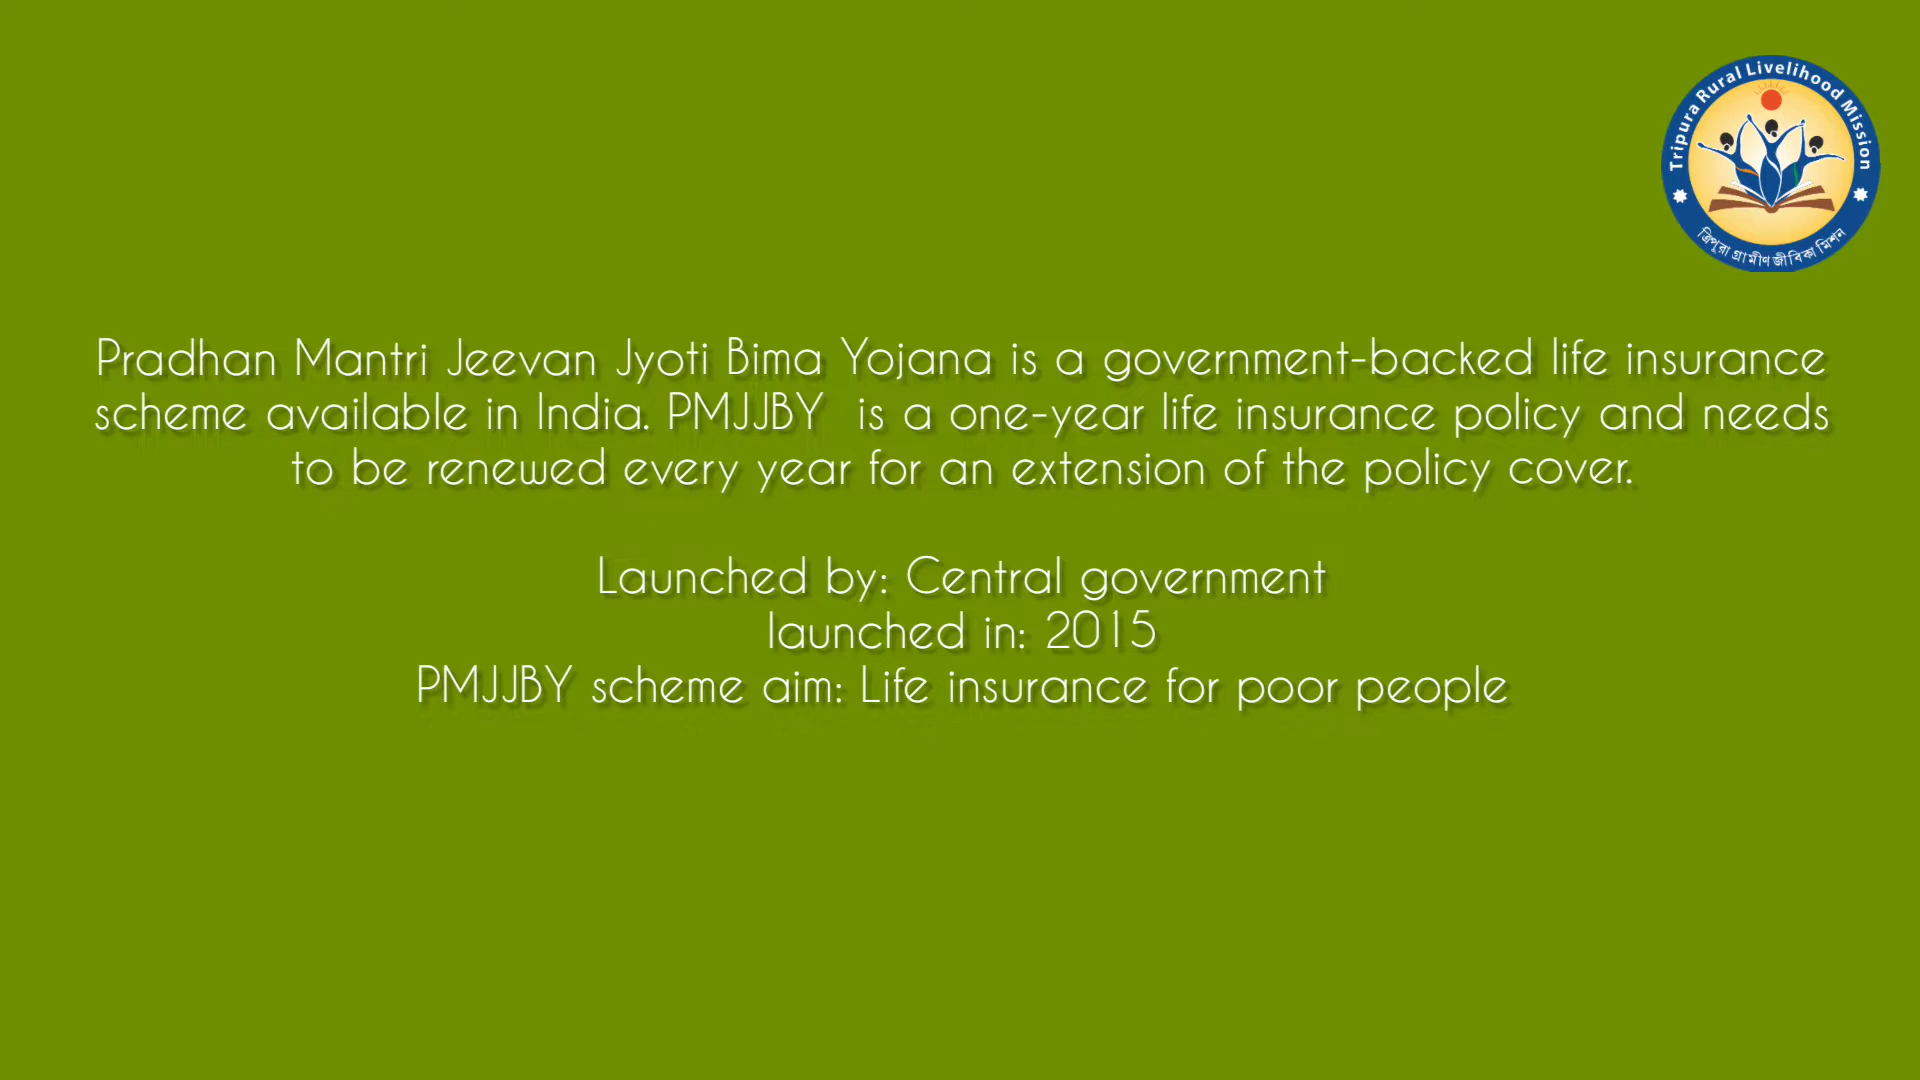 Tripura Rural Livelihood Mission
ত্রিপুরা গ্রামীণ জীবিকা মিশন
Pradhan Mantri Jeevan Jyoti Bima Yojana is a government-backed life insurance
scheme available in India. PMJJBY is a one-year life insurance policy and needs
to be renewed every year for an extension of the policy cover.
Launched by: Central government
launched in: 2015
PMJJBY scheme aim: Life insurance for poor people